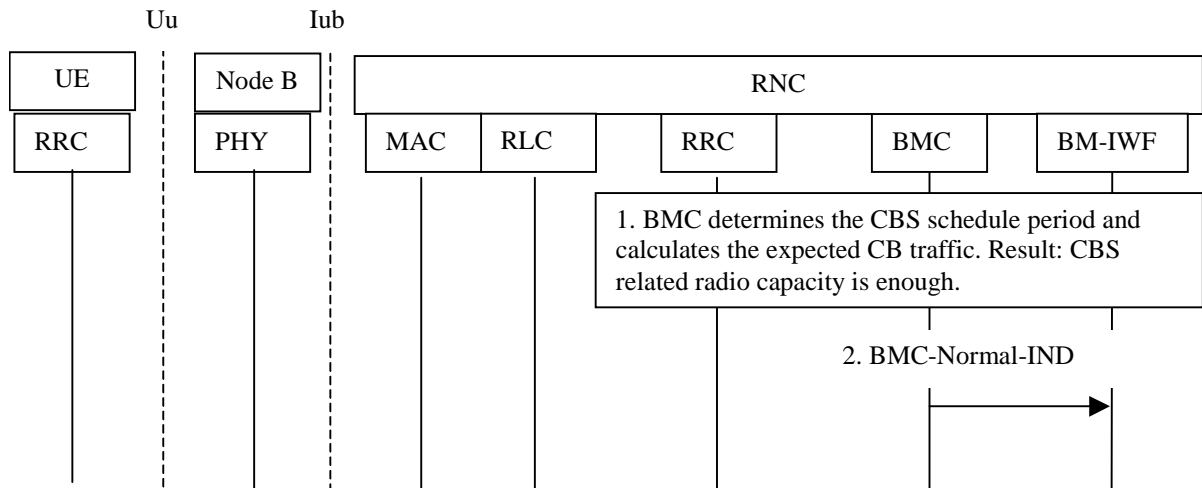 Uu Iub
UE Node B RNC
RRC PHY MAC RLC RRC BMC BM-IWF
1. BMC determines the CBS schedule period and
calculates the expected CB traffic. Result: CBS
related radio capacity is enough.
2. BMC-Normal-IND